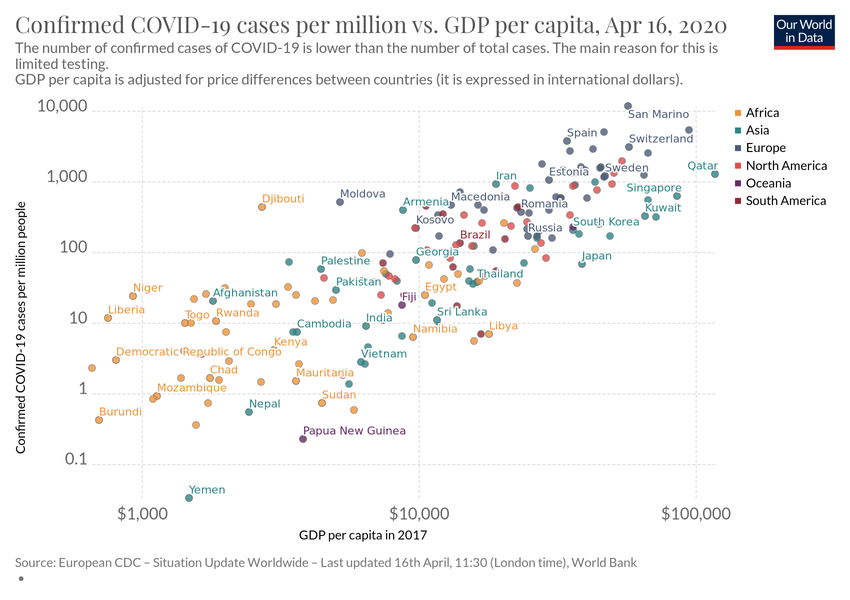 Confirmed COVID-19 cases per million vs. GDP per capita, Apr 16, 2020
Our World
in Data
The number of confirmed cases of COVID-19 is lower than the number of total cases. The main reason for this is
limited testing.
GDP per capita is adjusted for price differences between countries (it is expressed in international dollars).
Confirmed COVID-19 cases per million people
10,000
1,000
100
10
1
0.1
San Marino
Spain
Switzerland
Qatar
Sweden
Estonia
Iran
Singapore
Djibouti
Moldova
Macedonia
Armenia
Romania
Kuwait
Kosovo
South Korea
Russia
Brazil
Georgia
Japan
Palestine
Thailand
Pakistan
Niger
Afghanistan
Egypt
Fiji
Liberia
Togo
Rwanda
India
Sri Lanka
Cambodia
Namibia
Libya
Kenya
Democratic Republic of Congo
Vietnam
Chad
Mauritania
Mozambique
Sudan
Nepal
Burundi
Papua New Guinea
Yemen
$1,000
$10,000
$100,000
GDP per capita in 2017
Africa
Asia
Europe
North America
Oceania
South America
Source: European CDC – Situation Update Worldwide – Last updated 16th April, 11:30 (London time), World Bank